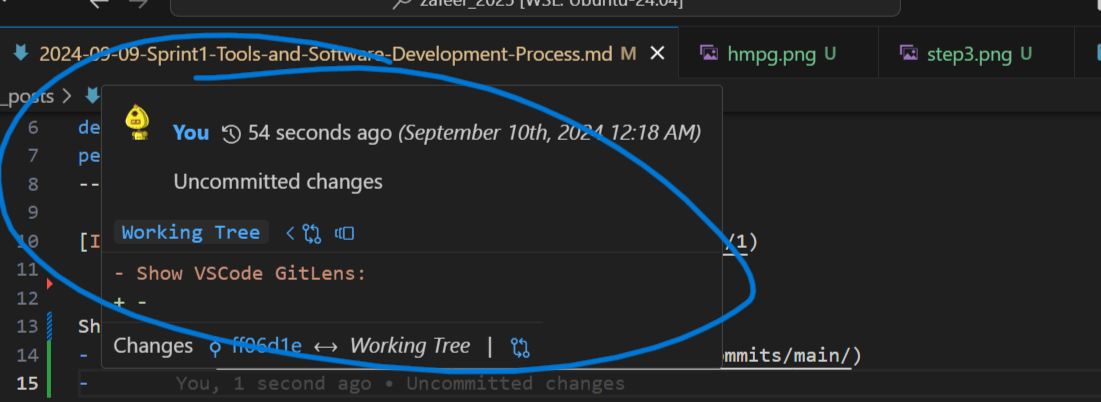 zafeer_2025 [WSL: Ubuntu-24.04]
2024-09-09-Sprint1-Tools-and-Software-Development-Process.md M
hmpg.png U
step3.png U
_posts >
6 de
7 pe
8 --
9
10 [I /1)
11
12
13 Sh
14 - ommits/main/)
15 - You, 1 second ago • Uncommitted changes
You 54 seconds ago (September 10th, 2024 12:18 AM)
Uncommitted changes
Working Tree
- Show VSCode GitLens:
+ -
Changes ff06d1e ↔ Working Tree |